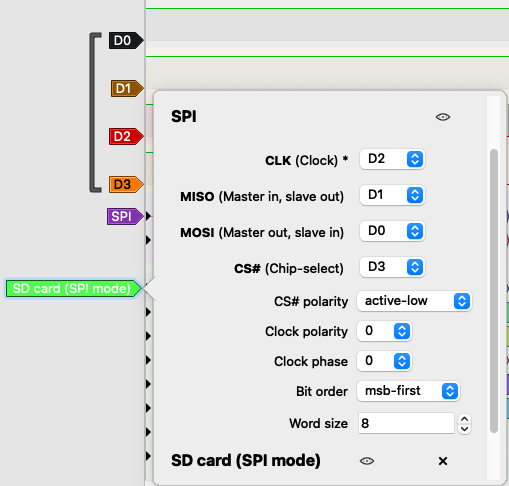 D0
D1
D2
D3
SPI
SD card (SPI mode)
SPI
CLK (Clock) * D2
MISO (Master in, slave out) D1
MOSI (Master out, slave in) D0
CS# (Chip-select) D3
CS# polarity active-low
Clock polarity 0
Clock phase 0
Bit order msb-first
Word size 8
SD card (SPI mode)